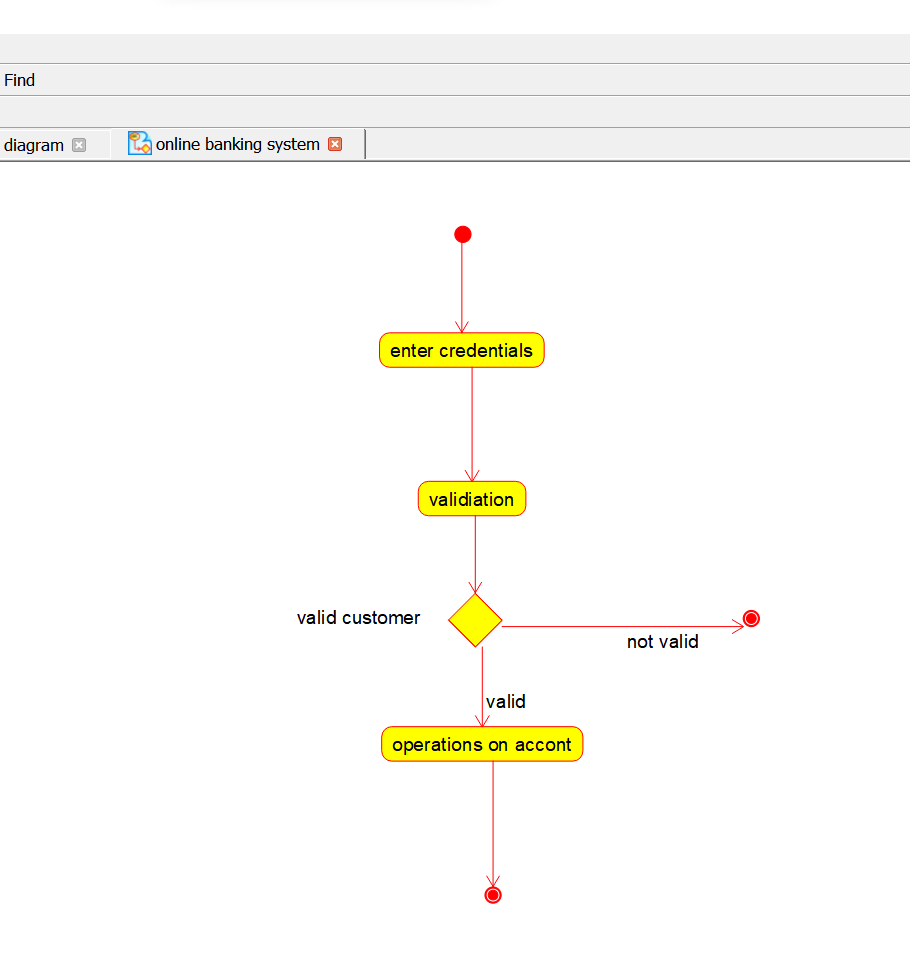 Find
diagram
online banking system
enter credentials
validiation
valid customer
not valid
valid
operations on accont